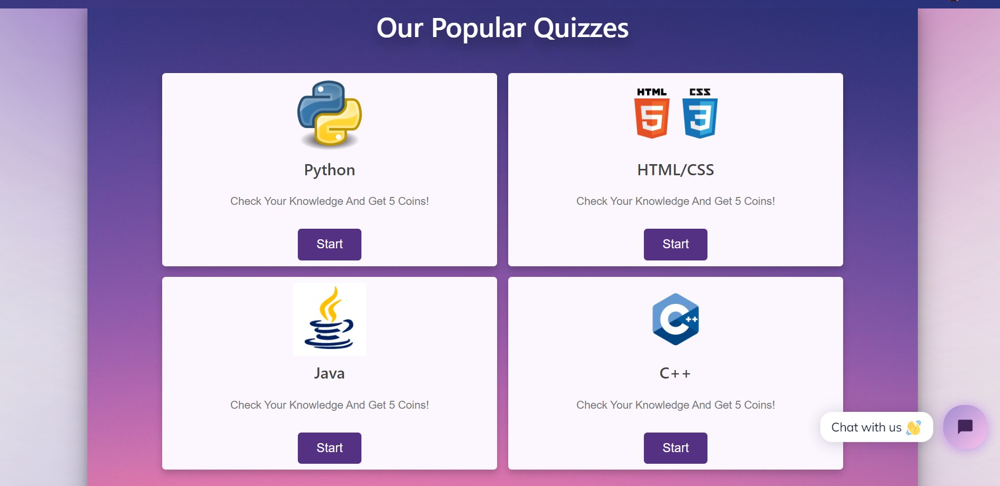 Our Popular Quizzes
HTML CSS
5 3
Python
HTML/CSS
Check Your Knowledge And Get 5 Coins!
Check Your Knowledge And Get 5 Coins!
Start
Start
C++
Java
C++
Check Your Knowledge And Get 5 Coins!
Check Your Knowledge And Get 5 Coins!
Chat with us 👋
Start
Start